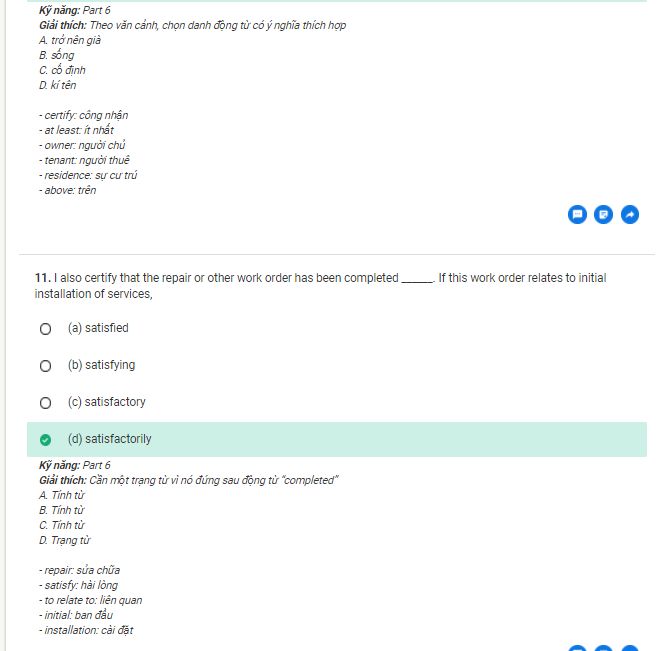 Kỹ năng: Part 6
Giải thích: Theo văn cảnh, chọn danh động từ có ý nghĩa thích hợp
A. trở nên già
B. sống
C. cố định
D. kí tên
- certify: công nhận
- at least: ít nhất
- owner: người chủ
- tenant: người thuê
- residence: sự cư trú
- above: trên
11. I also certify that the repair or other work order has been completed ______. If this work order relates to initial
installation of services,
(a) satisfied
(b) satisfying
(c) satisfactory
(d) satisfactorily
Kỹ năng: Part 6
Giải thích: Cần một trạng từ vì nó đứng sau động từ "completed"
A. Tính từ
B. Tính từ
C. Tính từ
D. Trạng từ
- repair: sửa chữa
- satisfy: hài lòng
- to relate to: liên quan
- initial: ban đầu
- installation: cài đặt